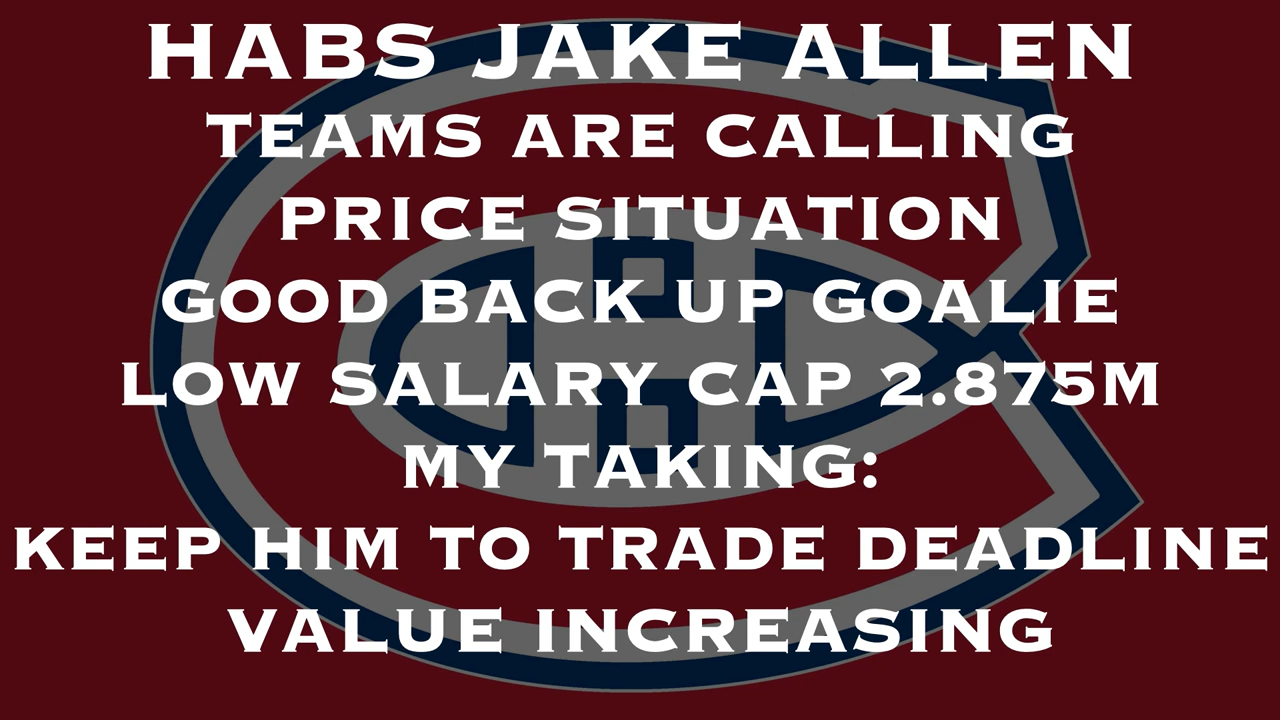 HABS JAKE ALLEN
TEAMS ARE CALLING
PRICE SITUATION
GOOD BACK UP GOALIE
LOW SALARY CAP 2.875M
MY TAKING:
KEEP HIM TO TRADE DEADLINE
VALUE INCREASING